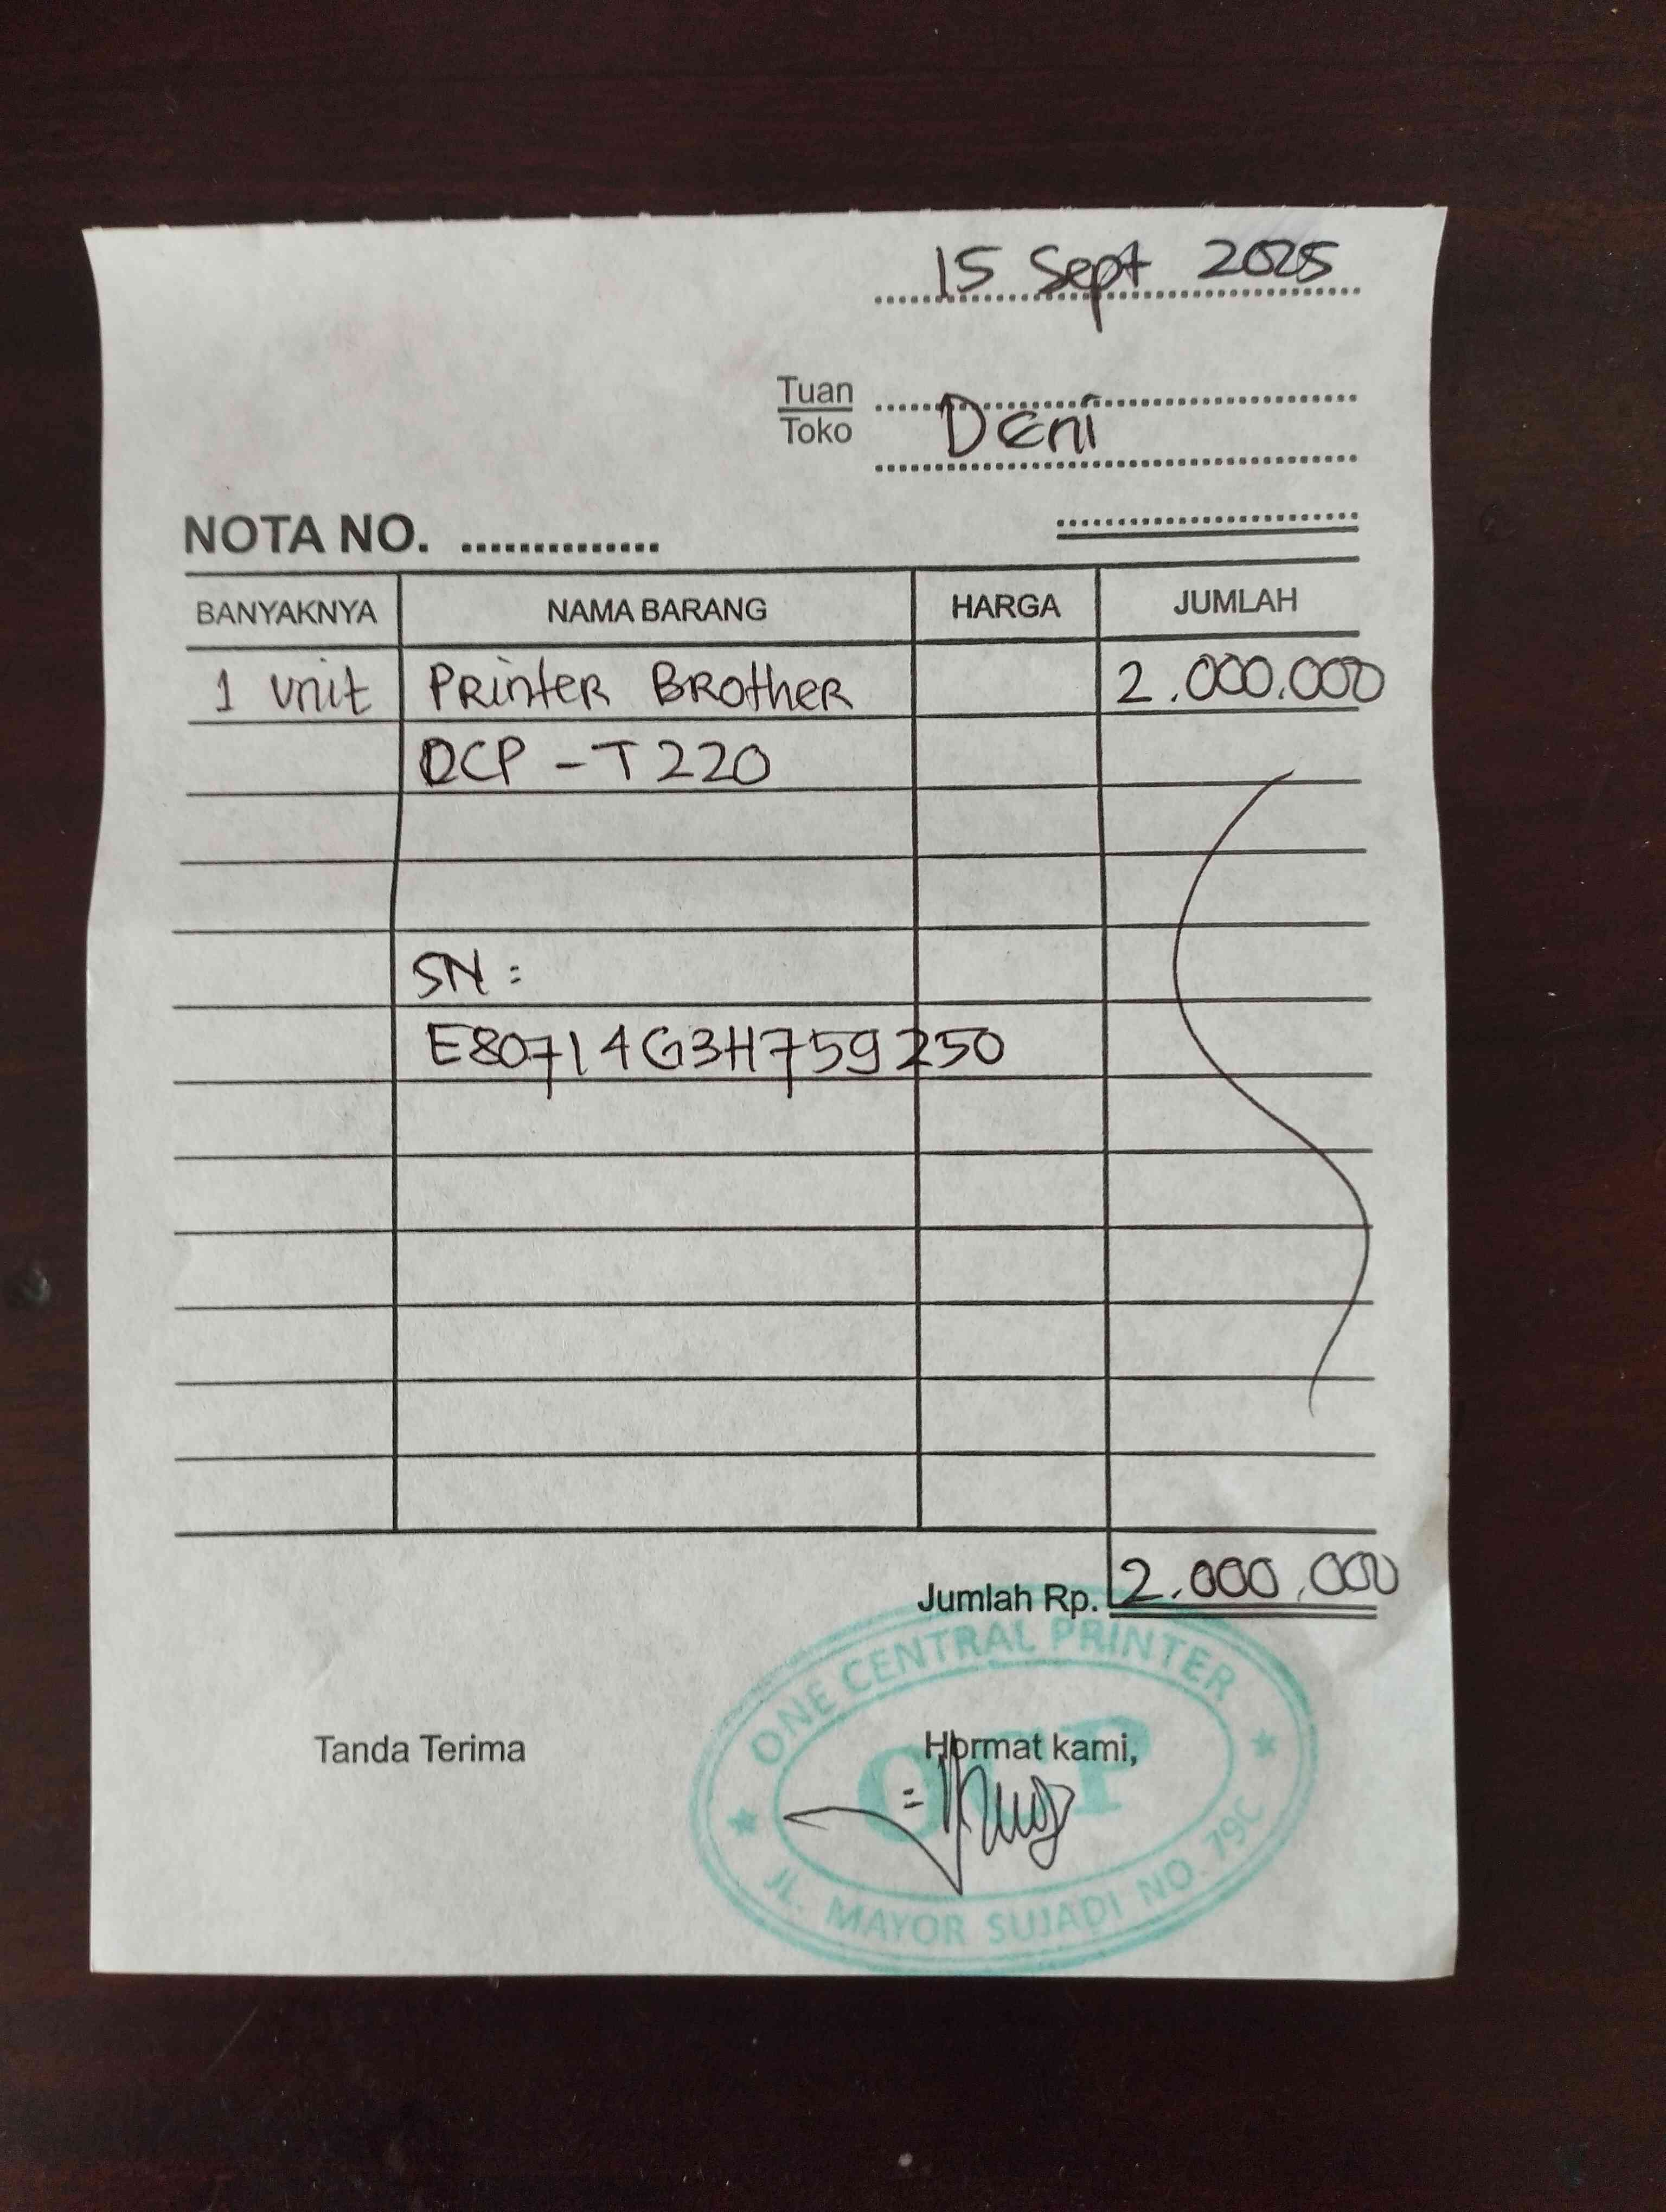 15 Sept 2025
Tuan
Toko
Deni
NOTA NO. ..............
BANYAKNYA NAMA BARANG HARGA JUMLAH
1 unit Printer Brother 2.000.000
DCP - T220
SN :
E80714G3H759250
Jumlah Rp. 2.000.000
Tanda Terima Hormat kami,
ONE CENTRAL PRINTER
OCP
JL. MAYOR SUJADI NO. 79C